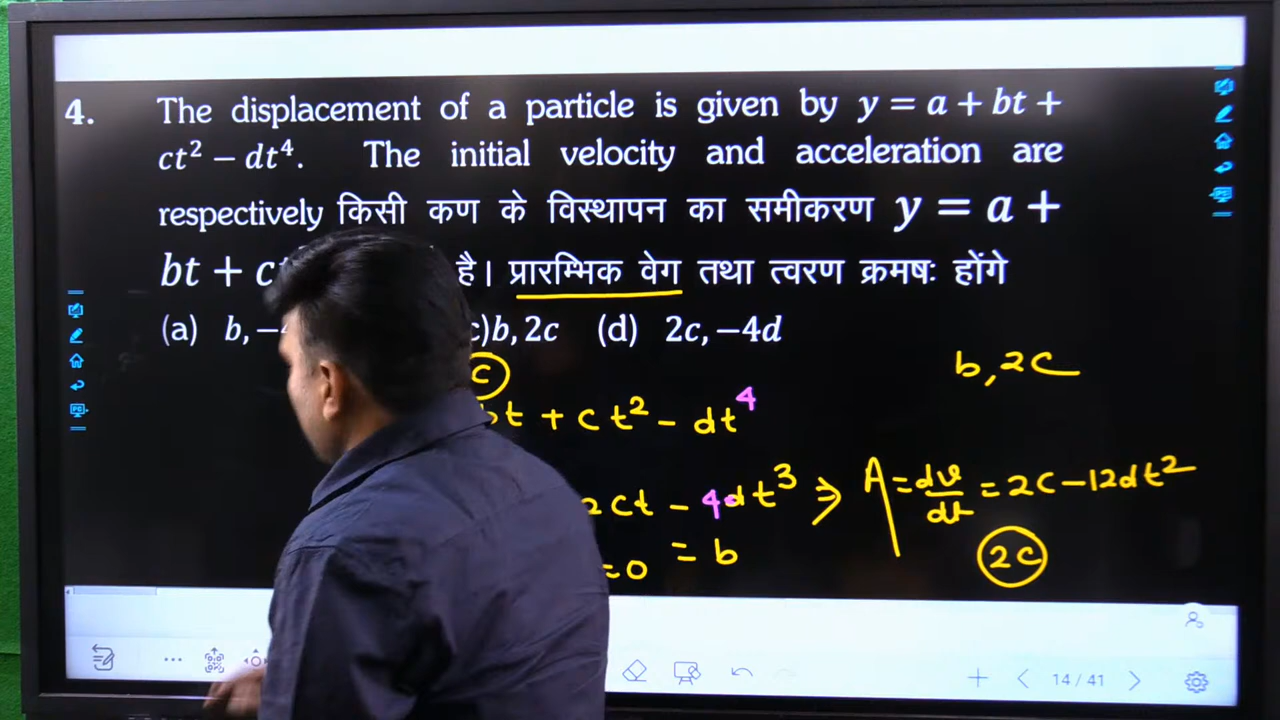 4. The displacement of a particle is given by y = a + bt +
ct² − dt⁴. The initial velocity and acceleration are
respectively किसी कण के विस्थापन का समीकरण y = a +
bt + c है। प्रारम्भिक वेग तथा त्वरण क्रमषः होंगे
(a) b, − c) b, 2c (d) 2c, −4d
b, 2C
C
bt + ct² − dt⁴
2ct − 4dt³ ⇒ A = dv/dt = 2C − 12dt²
=0 = b
2C
14 / 41